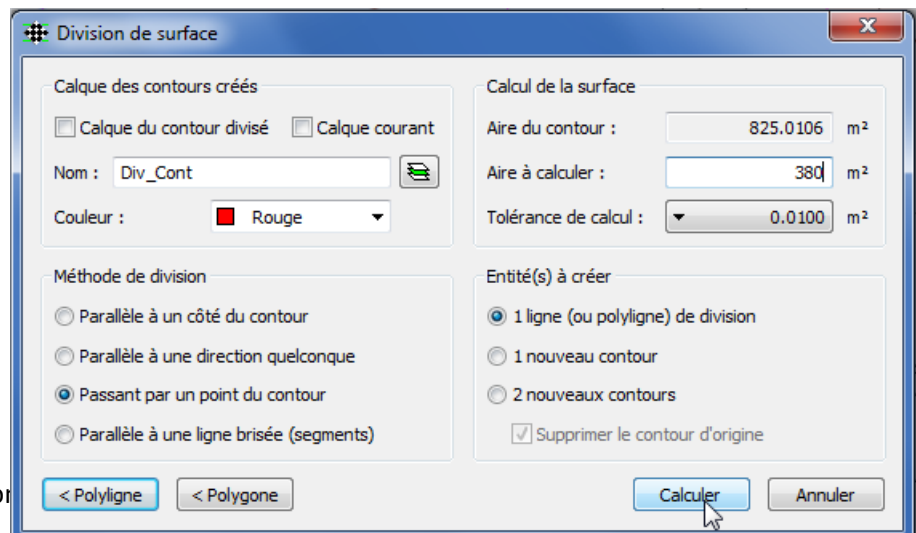 Division de surface
Calque des contours créés
Calque du contour divisé
Calque courant
Nom : Div_Cont
Couleur : Rouge
Calcul de la surface
Aire du contour : 825.0106 m²
Aire à calculer : 380 m²
Tolérance de calcul : 0.0100 m²
Méthode de division
Parallèle à un côté du contour
Parallèle à une direction quelconque
Passant par un point du contour
Parallèle à une ligne brisée (segments)
Entité(s) à créer
1 ligne (ou polyligne) de division
1 nouveau contour
2 nouveaux contours
Supprimer le contour d'origine
< Polyligne
< Polygone
Calculer
Annuler